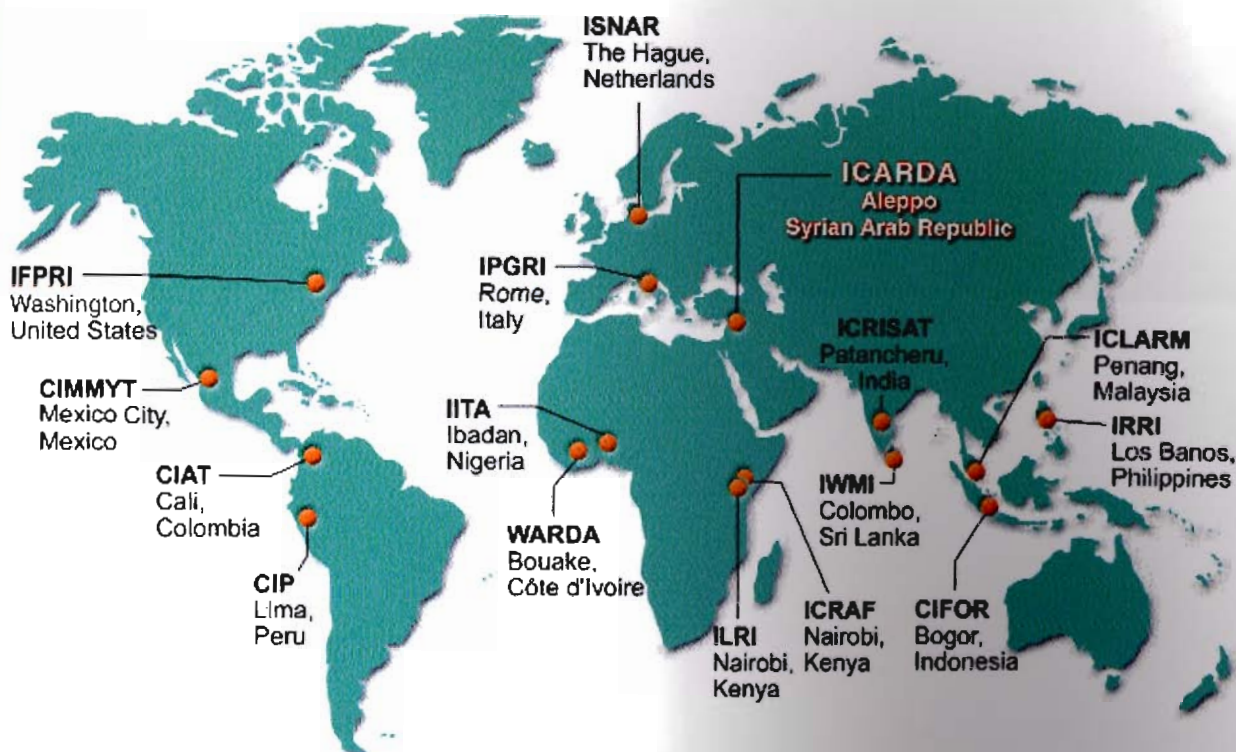 ISNAR
The Hague,
Netherlands
ICARDA
Aleppo
Syrian Arab Republic
IFPRI
Washington,
United States
IPGRI
Rome,
Italy
ICRISAT
Patancheru,
India
ICLARM
Penang,
Malaysia
CIMMYT
Mexico City,
Mexico
IITA
Ibadan,
Nigeria
IRRI
Los Banos,
Philippines
CIAT
Cali,
Colombia
IWMI
Colombo,
Sri Lanka
WARDA
Bouake,
Côte d'Ivoire
CIP
Lima,
Peru
ILRI
Nairobi,
Kenya
ICRAF
Nairobi,
Kenya
CIFOR
Bogor,
Indonesia